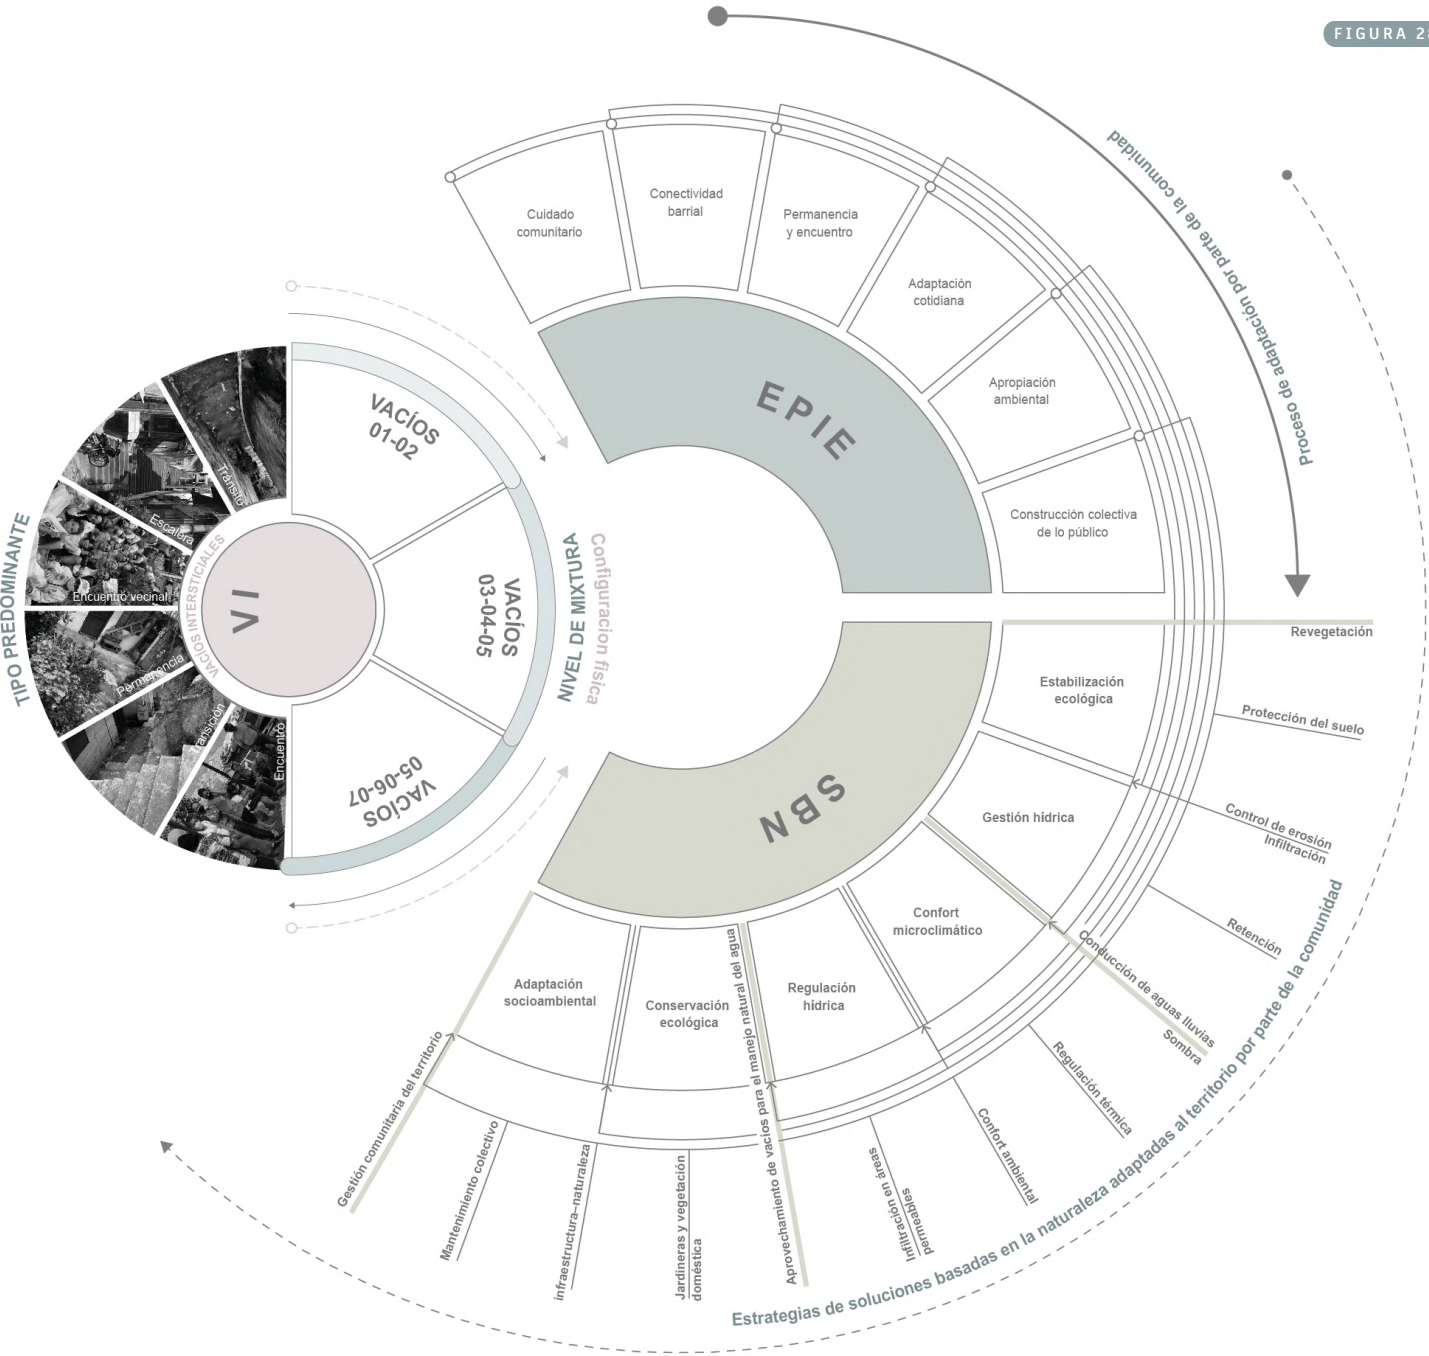 FIGURA 2
Proceso de adaptación por parte de la comunidad
Cuidado
comunitario
Conectividad
barrial
Permanencia
y encuentro
Adaptación
cotidiana
Apropiación
ambiental
Construcción colectiva
de lo público
EPIE
TIPO PREDOMINANTE
Tránsito
Escalera
Encuentro vecinal
Permanencia
Transición
Encuentro
VACÍOS INTERSTICIALES
VI
VACÍOS
01-02
VACÍOS
03-04-05
VACÍOS
05-06-07
NIVEL DE MIXTURA
Configuracion fisica
SBN
Estabilización
ecológica
Gestión hídrica
Confort
microclimático
Regulación
hídrica
Conservación
ecológica
Adaptación
socioambiental
Revegetación
Protección del suelo
Control de erosión
Infiltración
Retención
Conducción de aguas lluvias
Sombra
Regulación térmica
Confort ambiental
Infiltración en áreas
permeables
Aprovechamiento de vacíos para el manejo natural del agua
Jardineras y vegetación
doméstica
infraestructura–naturaleza
Mantenimiento colectivo
Gestión comunitaria del territorio
Estrategias de soluciones basadas en la naturaleza adaptadas al territorio por parte de la comunidad